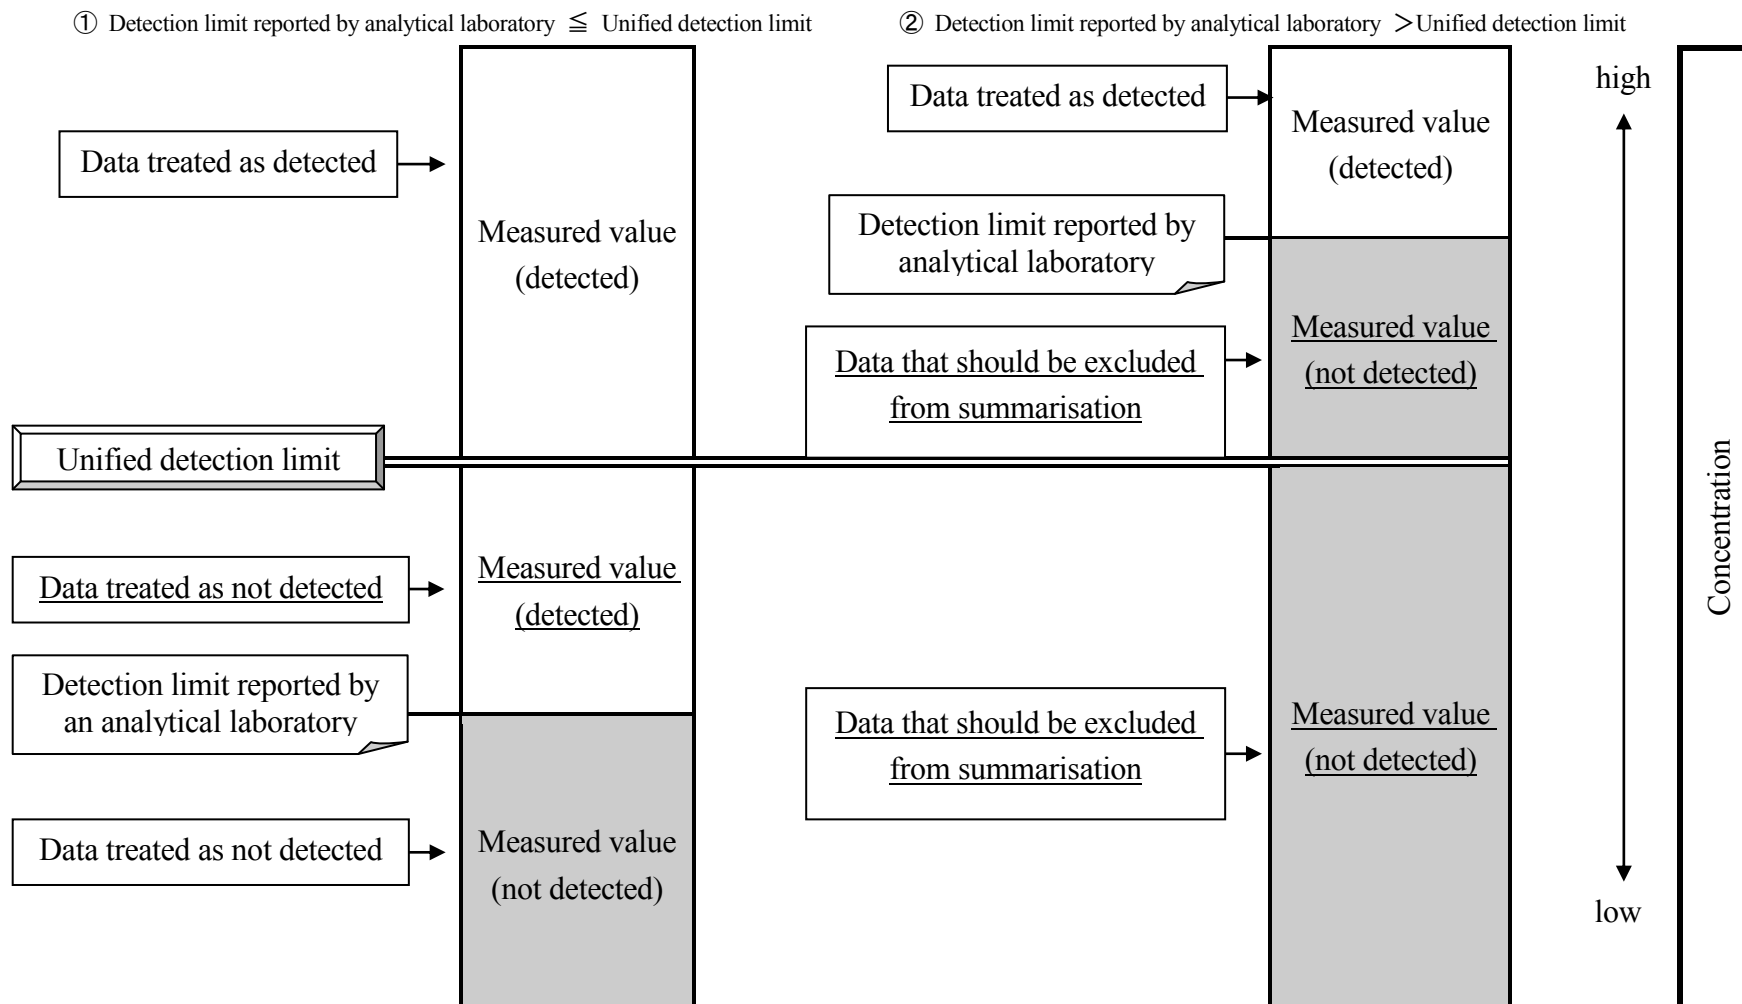 ① Detection limit reported by analytical laboratory ≦ Unified detection limit
② Detection limit reported by analytical laboratory ＞Unified detection limit
Data treated as detected
Measured value
(detected)
Unified detection limit
Data treated as not detected
Measured value
(detected)
Detection limit reported by
an analytical laboratory
Data treated as not detected
Measured value
(not detected)
Data treated as detected
Measured value
(detected)
Detection limit reported by
analytical laboratory
Data that should be excluded
from summarisation
Measured value
(not detected)
Data that should be excluded
from summarisation
Measured value
(not detected)
high
low
Concentration